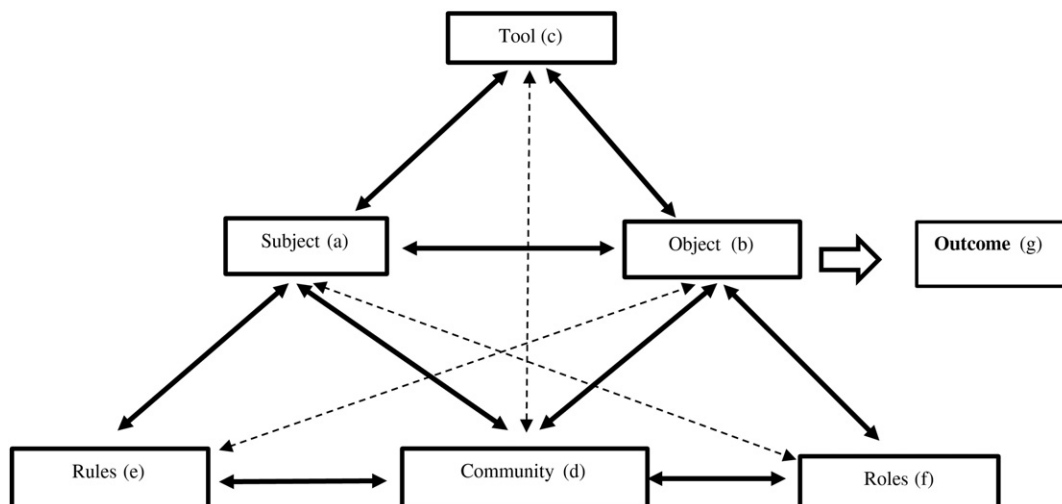 Tool (c)
Subject (a)
Object (b)
Outcome (g)
Rules (e)
Community (d)
Roles (f)